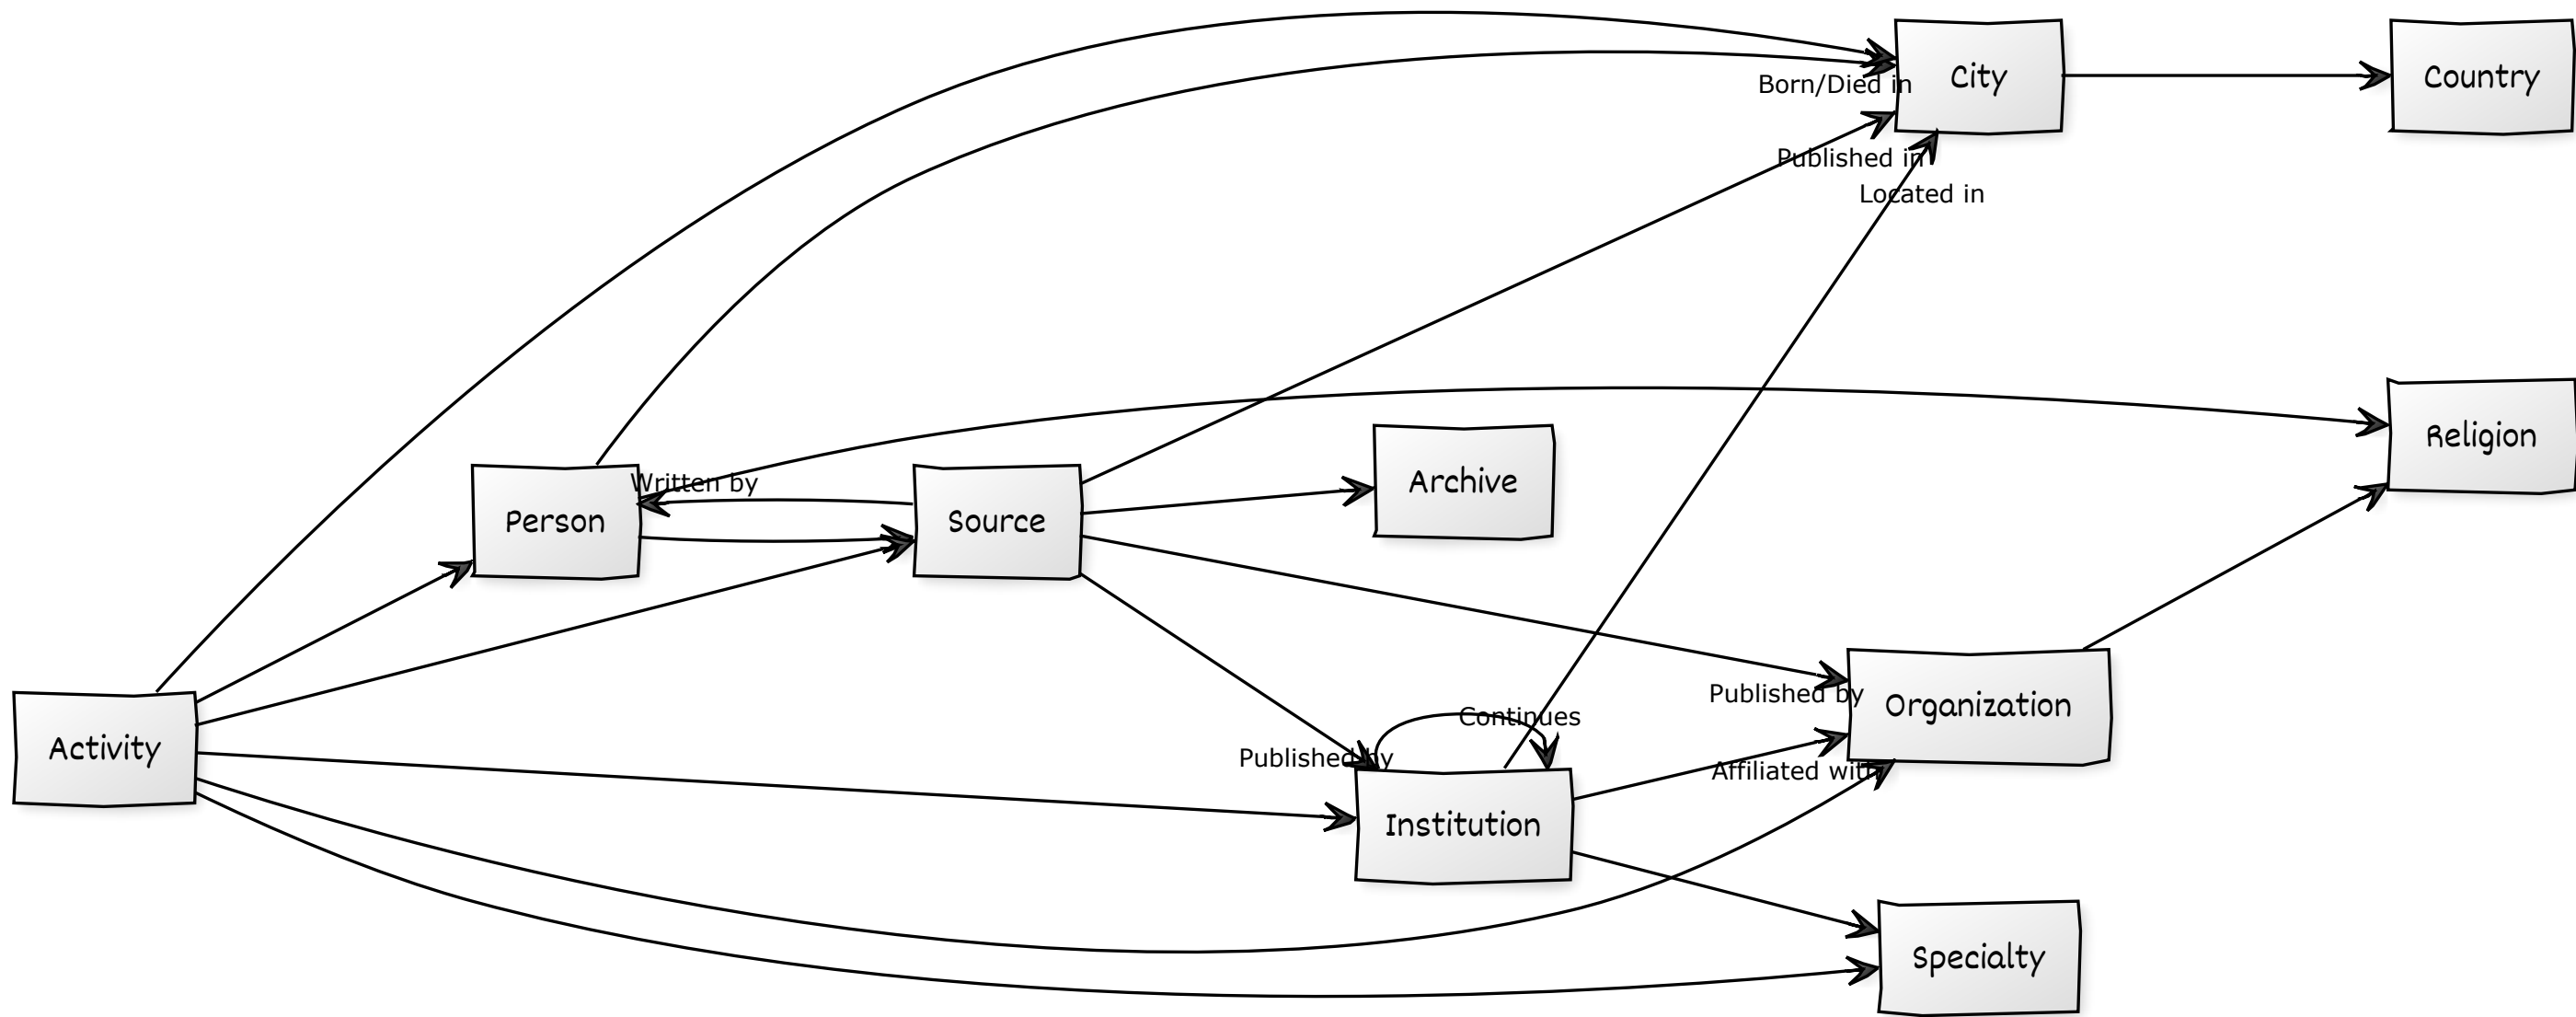 City
Country
Born/Died in
Published in
Located in
Religion
Written by
Archive
Person
Source
Published by
Organization
Continues
Activity
Published by
Affiliated with
Institution
Specialty